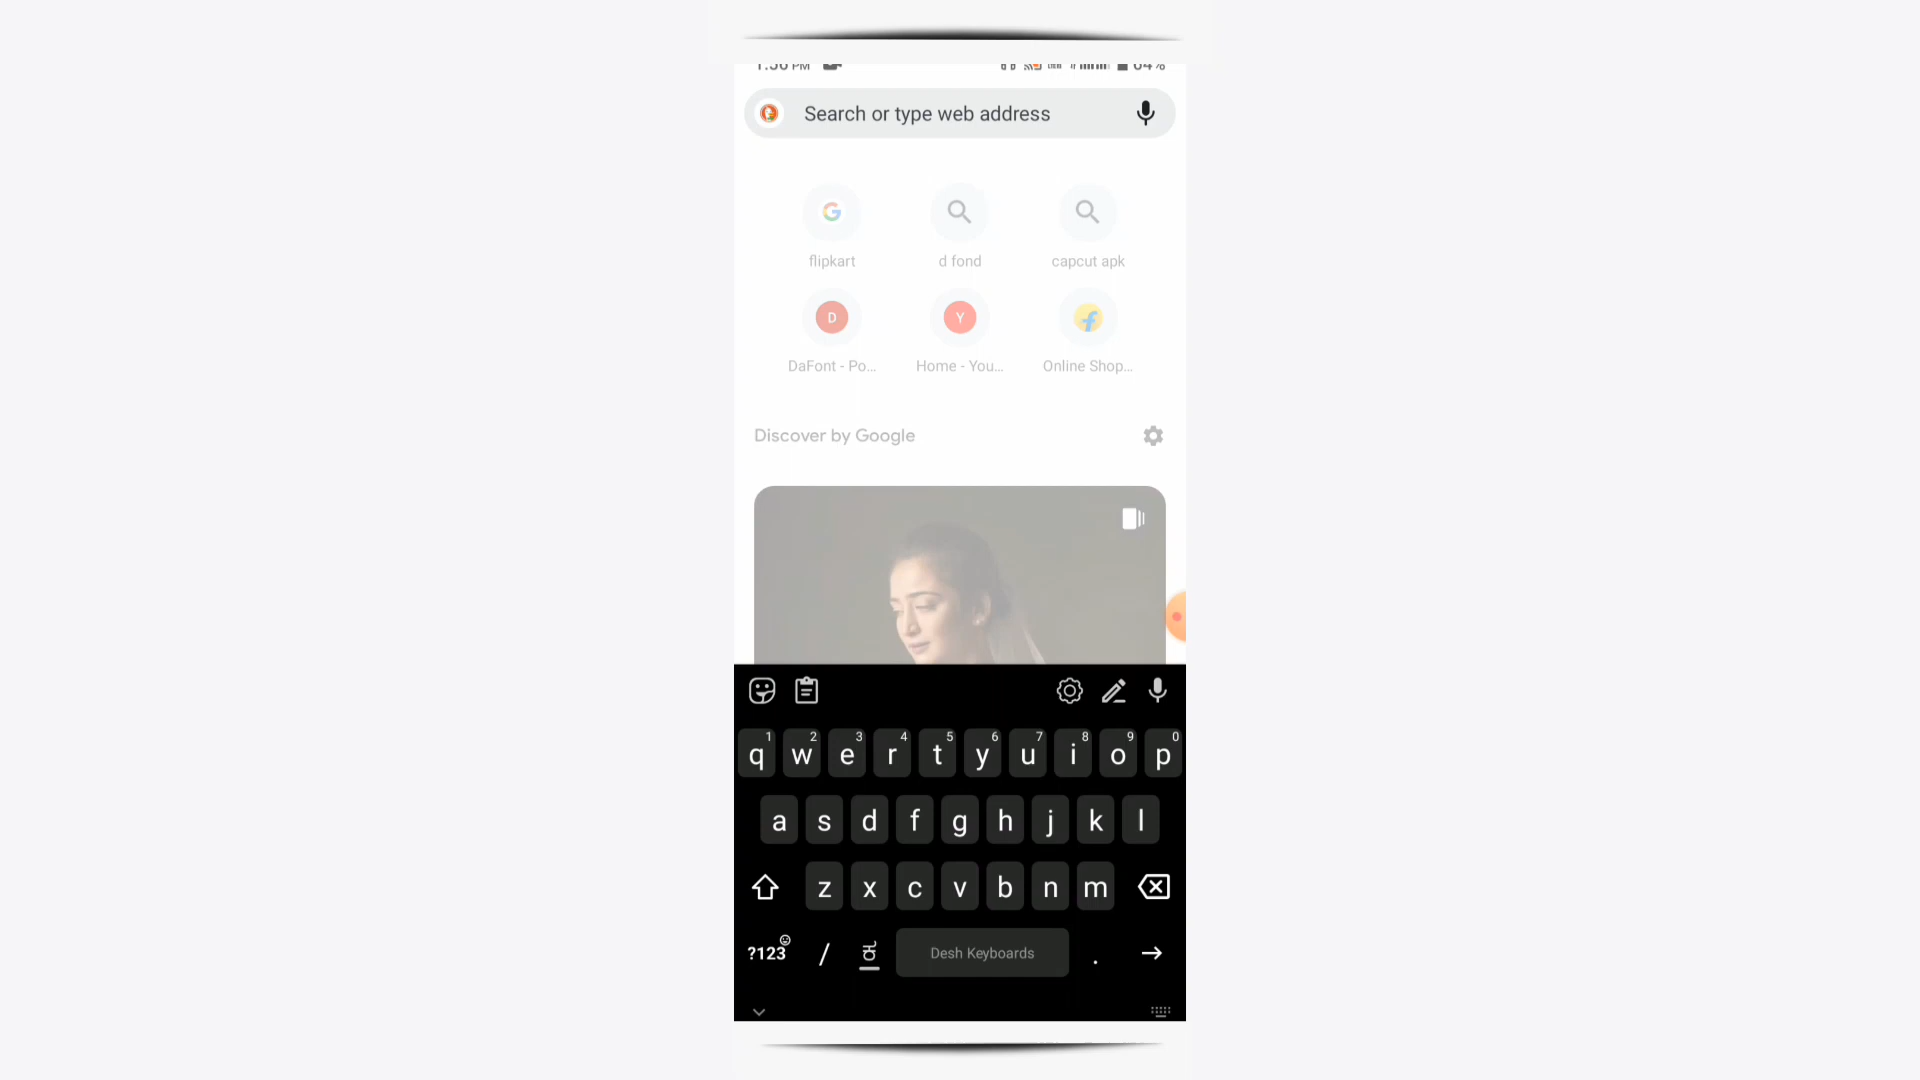 1:56 PM 64%
Search or type web address
flipkart d fond capcut apk
D Y
DaFont - Po... Home - You... Online Shop...
Discover by Google
1 2 3 4 5 6 7 8 9 0
q w e r t y u i o p
a s d f g h j k l
z x c v b n m
?123 / Desh Keyboards .